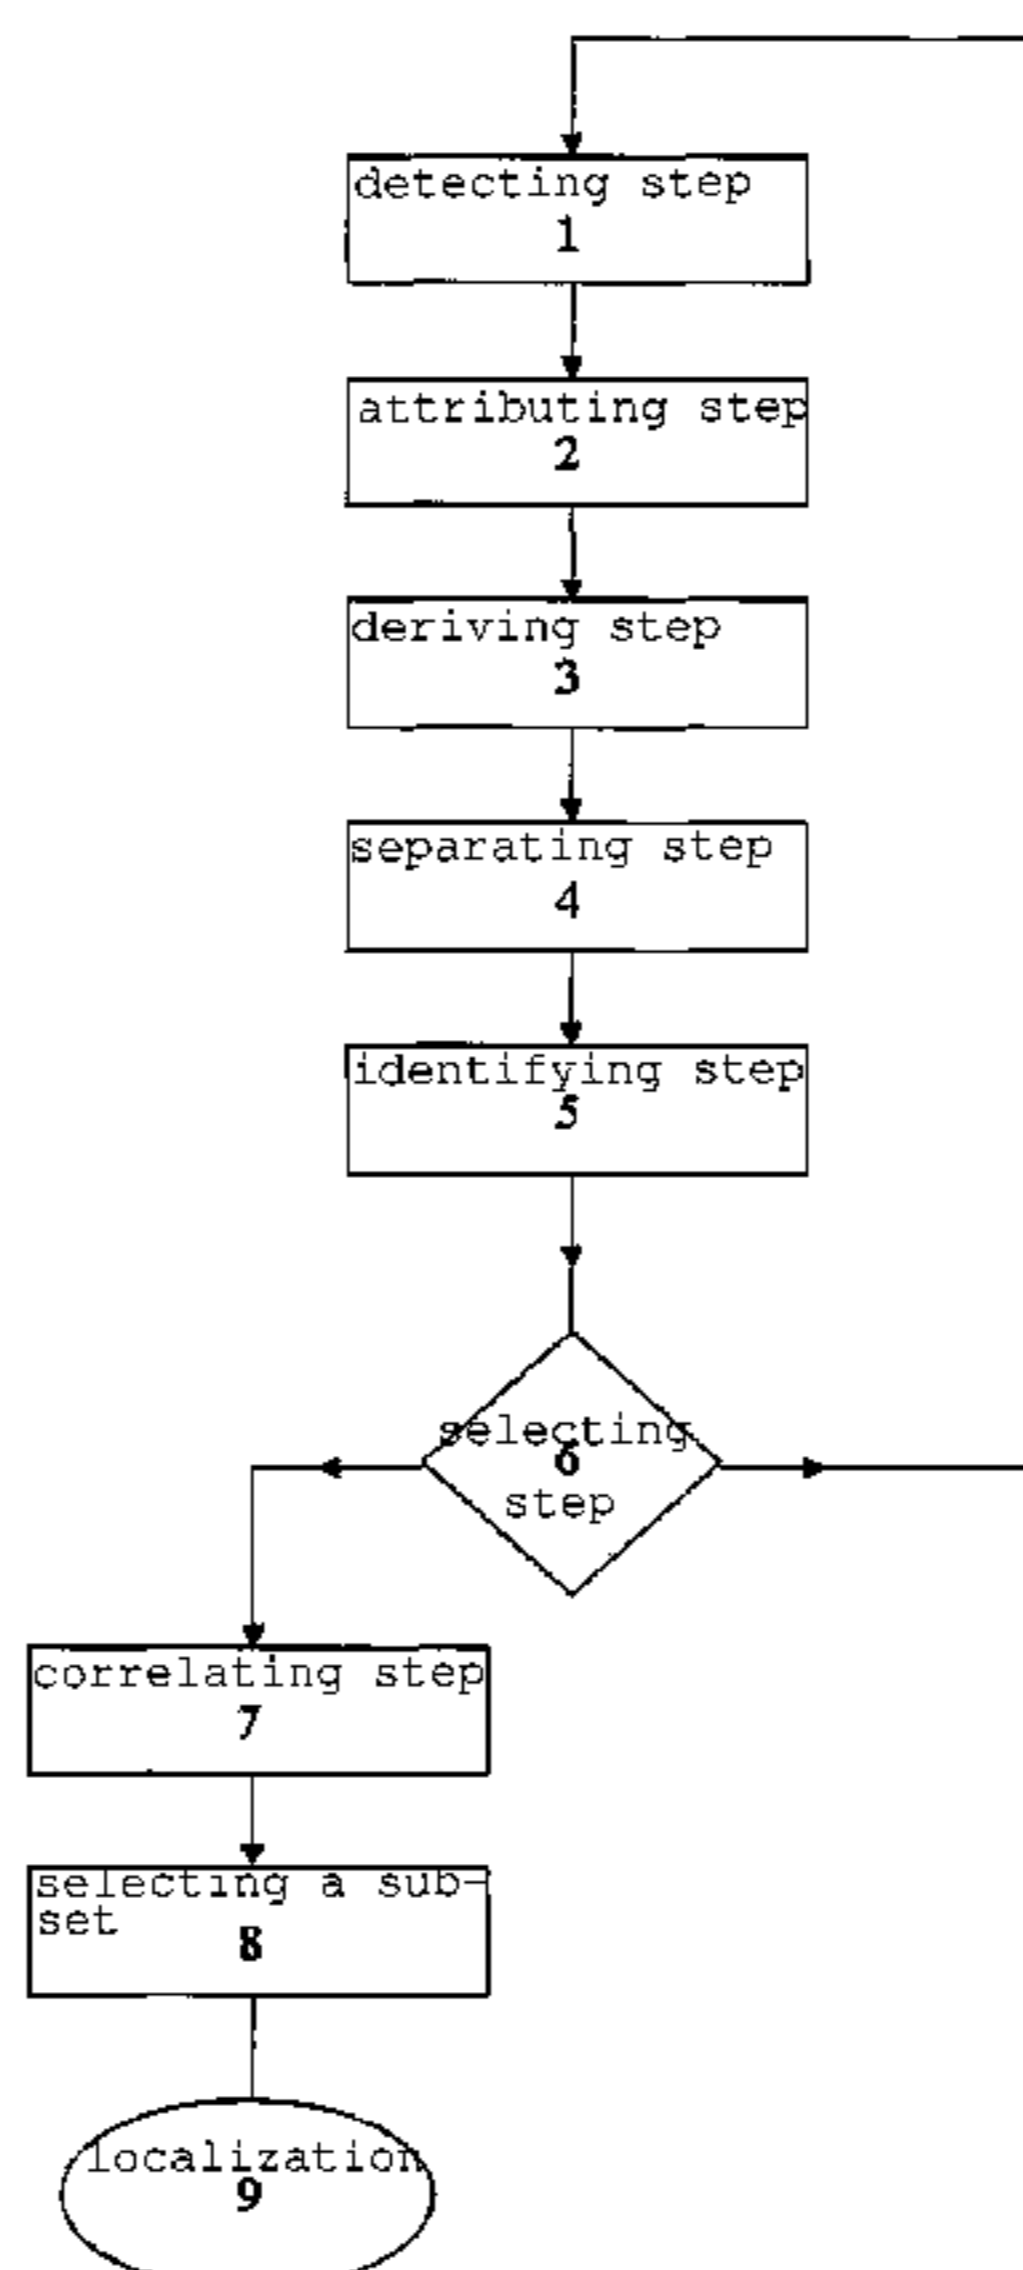 detecting step
1
attributing step
2
deriving step
3
separating step
4
identifying step
5
selecting
6
step
correlating step
7
selecting a sub-
set
8
localization
9